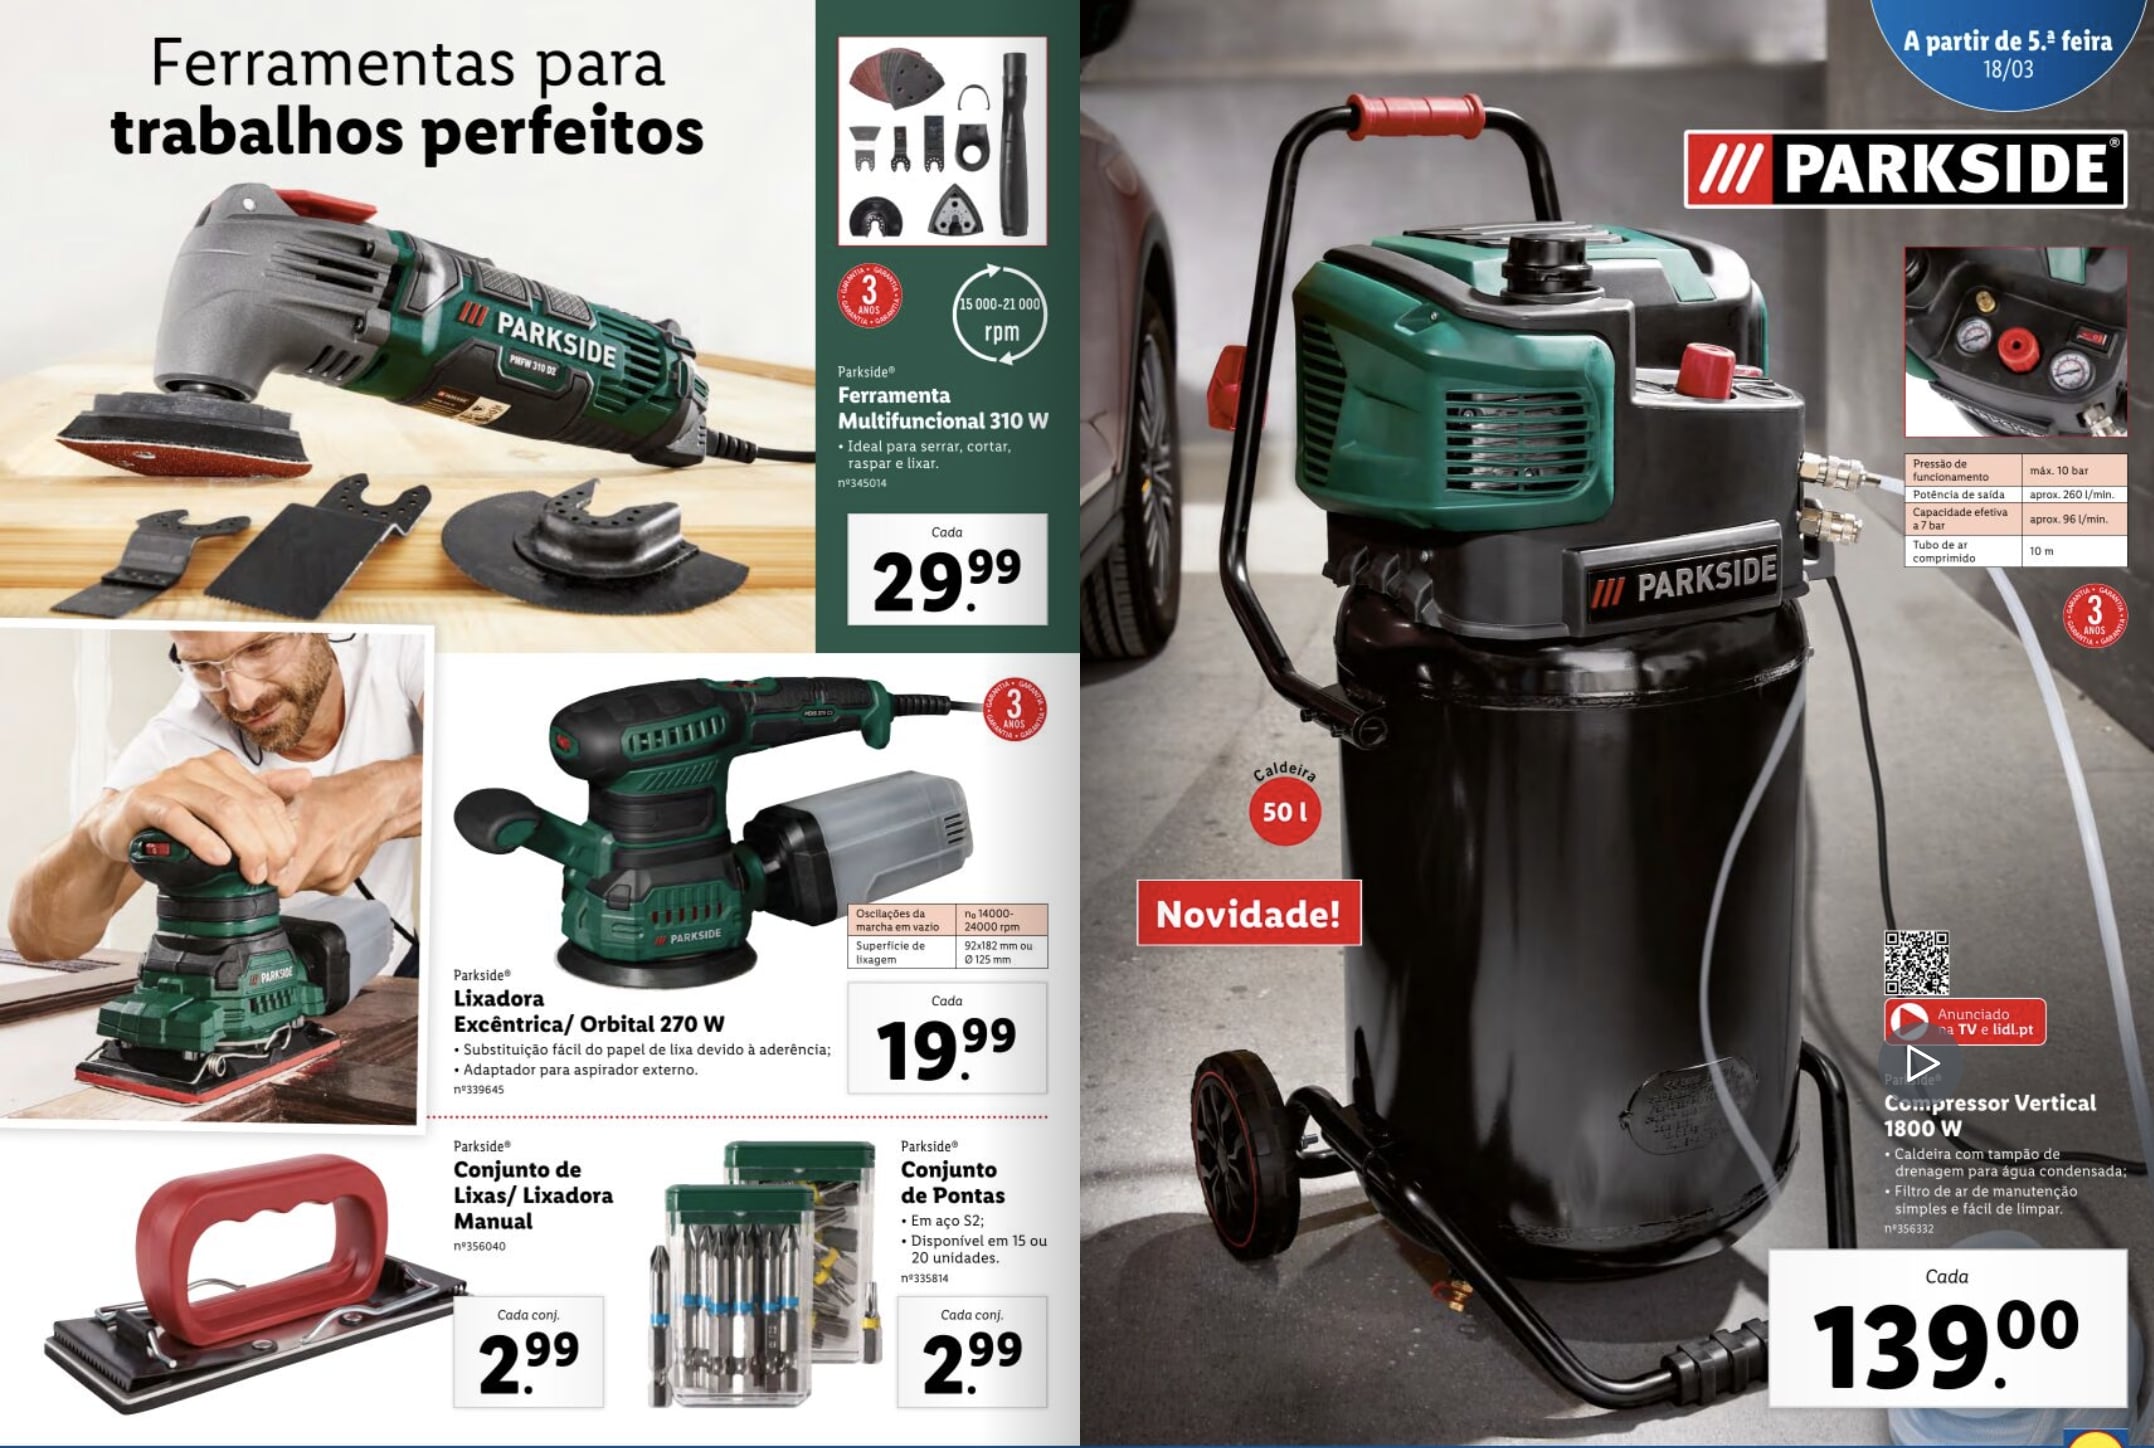 Ferramentas para
trabalhos perfeitos
PARKSIDE
PMFW 310 D2
GARANTIA
3
ANOS
15 000-21 000
rpm
Parkside®
Ferramenta
Multifuncional 310 W
• Ideal para serrar, cortar,
raspar e lixar.
nº345014
Cada
29.99
PARKSIDE
GARANTIA
3
ANOS
PARKSIDE
Oscilações da
marcha em vazio
n₀ 14000-
24000 rpm
Superfície de
lixagem
92x182 mm ou
Ø 125 mm
Parkside®
Lixadora
Excêntrica/ Orbital 270 W
• Substituição fácil do papel de lixa devido à aderência;
• Adaptador para aspirador externo.
nº339645
Cada
19.99
Parkside®
Conjunto de
Lixas/ Lixadora
Manual
nº356040
Cada conj.
2.99
Parkside®
Conjunto
de Pontas
• Em aço S2;
• Disponível em 15 ou
20 unidades.
nº335814
Cada conj.
2.99
A partir de 5.ª feira
18/03
PARKSIDE®
Pressão de
funcionamento
máx. 10 bar
Potência de saída
aprox. 260 l/min.
Capacidade efetiva
a 7 bar
aprox. 96 l/min.
Tubo de ar
comprimido
10 m
GARANTIA
3
ANOS
PARKSIDE
Caldeira
50 l
Novidade!
Anunciado
na TV e lidl.pt
Parkside®
Compressor Vertical
1800 W
• Caldeira com tampão de
drenagem para água condensada;
• Filtro de ar de manutenção
simples e fácil de limpar.
nº356332
Cada
139.00